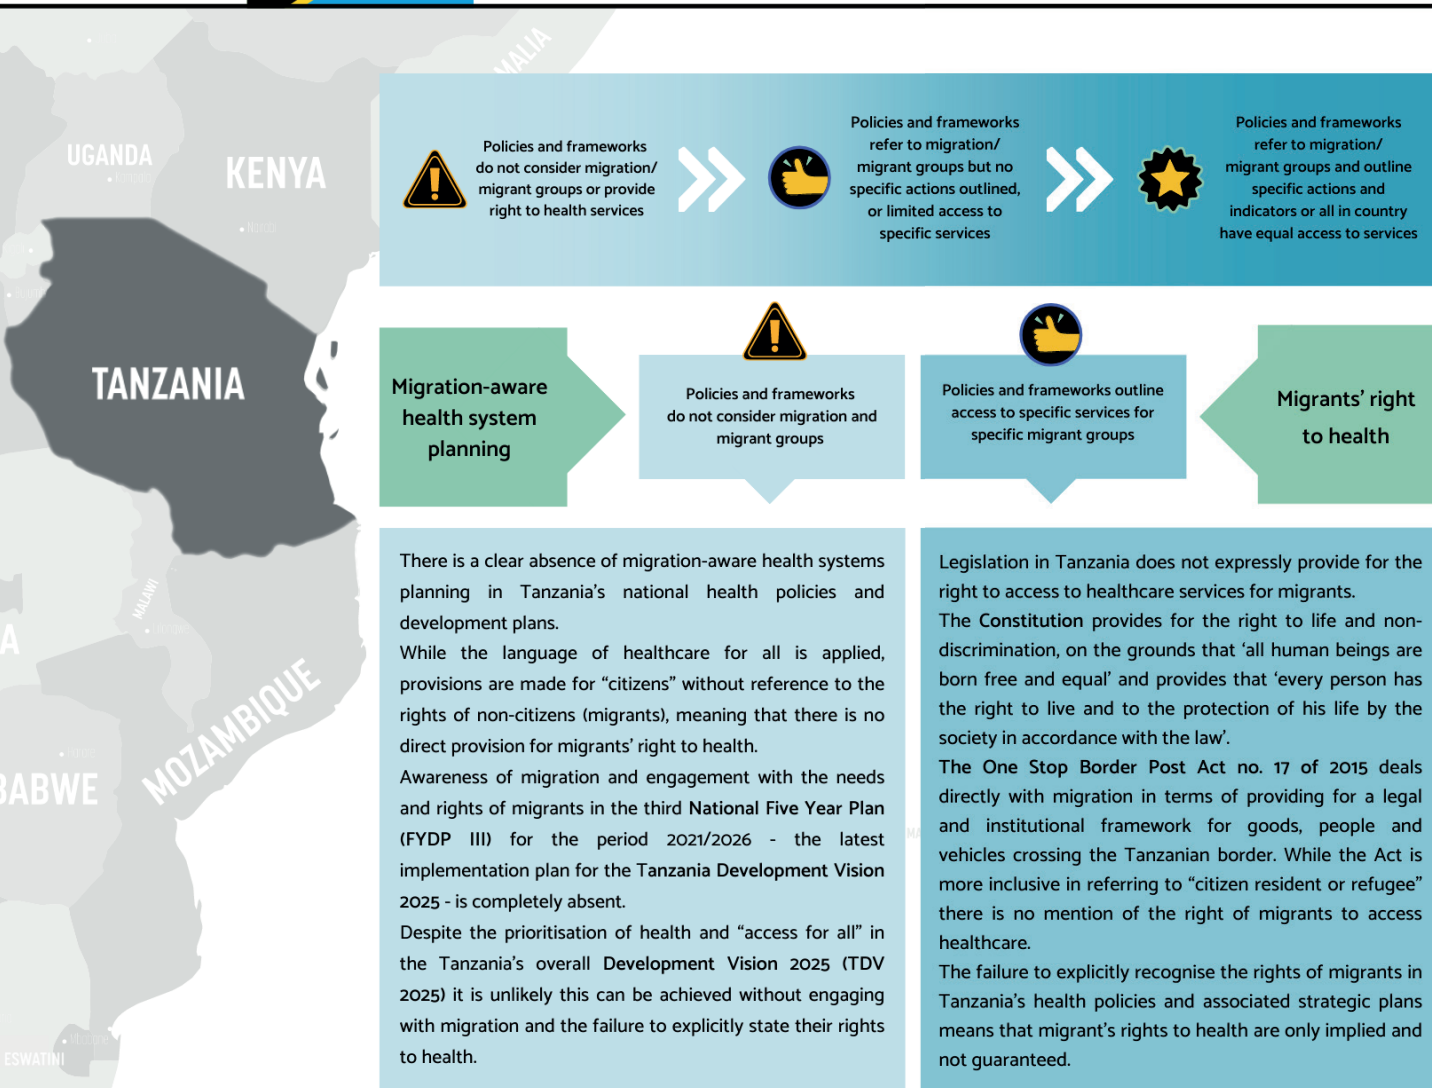 MALIA
UGANDA
KENYA
TANZANIA
MALAWI
MOZAMBIQUE
A
BABWE
ESWATINI
Policies and frameworks
do not consider migration/
migrant groups or provide
right to health services
Policies and frameworks
refer to migration/
migrant groups but no
specific actions outlined,
or limited access to
specific services
Policies and frameworks
refer to migration/
migrant groups and outline
specific actions and
indicators or all in country
have equal access to services
Migration-aware
health system
planning
Policies and frameworks
do not consider migration and
migrant groups
Policies and frameworks outline
access to specific services for
specific migrant groups
Migrants' right
to health
There is a clear absence of migration-aware health systems
planning in Tanzania's national health policies and
development plans.
While the language of healthcare for all is applied,
provisions are made for “citizens” without reference to the
rights of non-citizens (migrants), meaning that there is no
direct provision for migrants' right to health.
Awareness of migration and engagement with the needs
and rights of migrants in the third National Five Year Plan
(FYDP III) for the period 2021/2026 - the latest
implementation plan for the Tanzania Development Vision
2025 - is completely absent.
Despite the prioritisation of health and “access for all” in
the Tanzania's overall Development Vision 2025 (TDV
2025) it is unlikely this can be achieved without engaging
with migration and the failure to explicitly state their rights
to health.
Legislation in Tanzania does not expressly provide for the
right to access to healthcare services for migrants.
The Constitution provides for the right to life and non-
discrimination, on the grounds that ‘all human beings are
born free and equal’ and provides that ‘every person has
the right to live and to the protection of his life by the
society in accordance with the law’.
The One Stop Border Post Act no. 17 of 2015 deals
directly with migration in terms of providing for a legal
and institutional framework for goods, people and
vehicles crossing the Tanzanian border. While the Act is
more inclusive in referring to “citizen resident or refugee”
there is no mention of the right of migrants to access
healthcare.
The failure to explicitly recognise the rights of migrants in
Tanzania's health policies and associated strategic plans
means that migrant's rights to health are only implied and
not guaranteed.